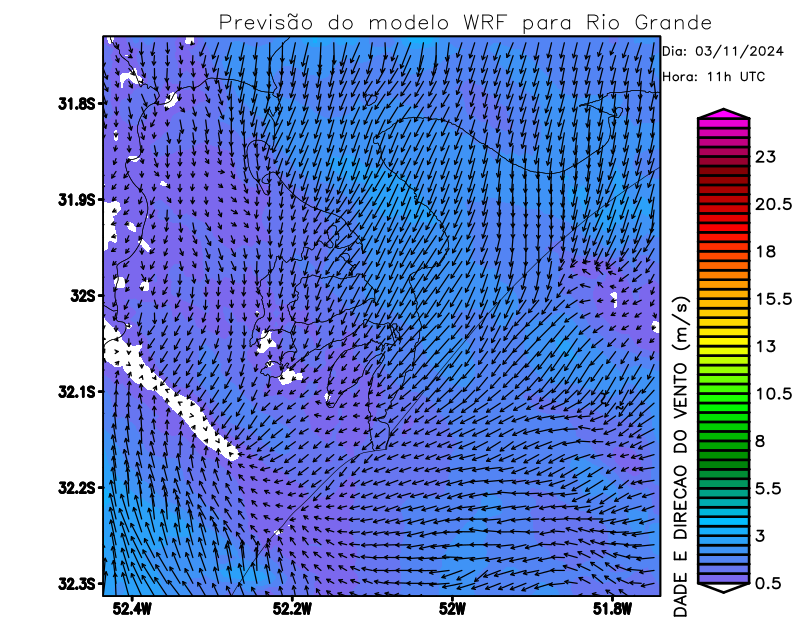 Previsão do modelo WRF para Rio Grande
Dia: 03/11/2024
Hora: 11h UTC
31.8S
31.9S
32S
32.1S
32.2S
32.3S
52.4W
52.2W
52W
51.8W
23
20.5
18
15.5
13
10.5
8
5.5
3
0.5
DADE E DIRECAO DO VENTO (m/s)